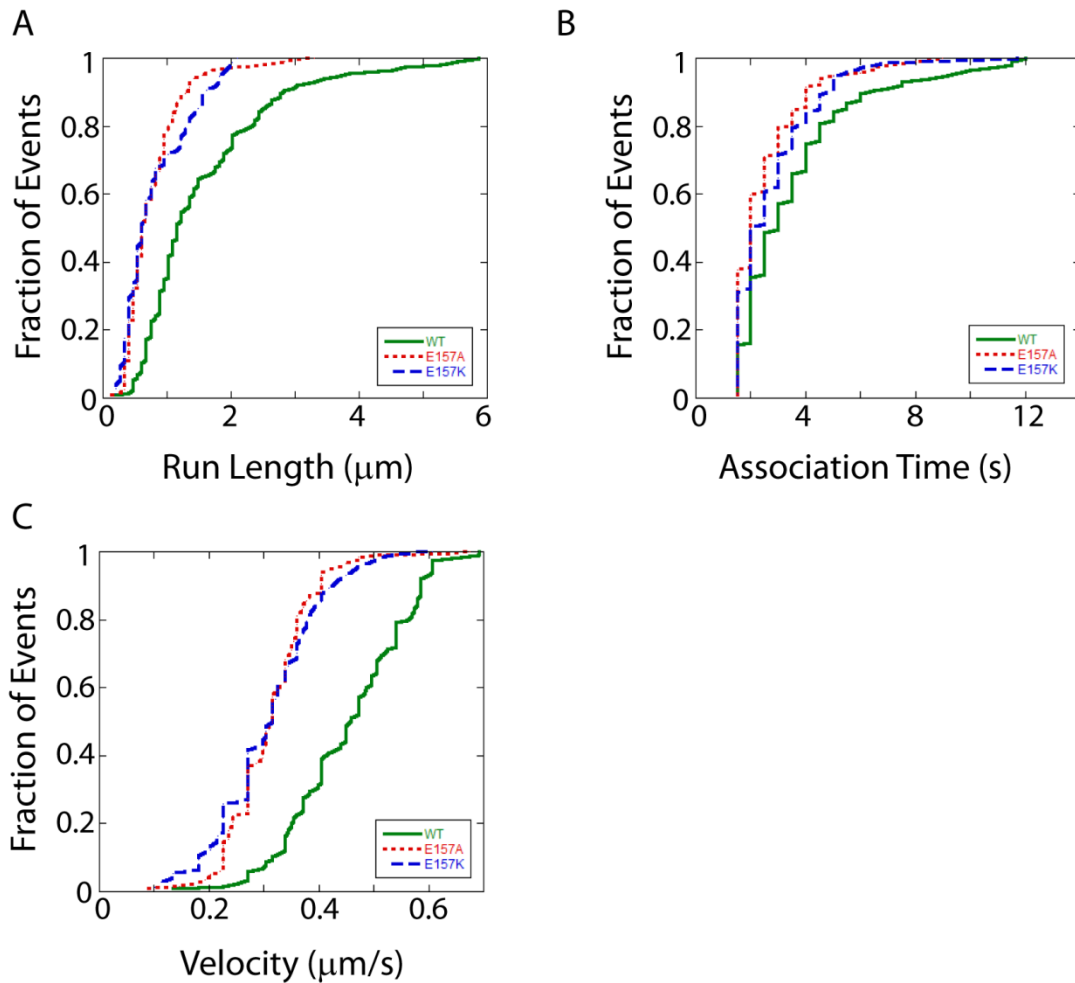 A
Fraction of Events
1
0.8
0.6
0.4
0.2
0
0
2
4
6
Run Length (μm)
WT
E157A
E157K
B
Fraction of Events
1
0.8
0.6
0.4
0.2
0
0
4
8
12
Association Time (s)
WT
E157A
E157K
C
Fraction of Events
1
0.8
0.6
0.4
0.2
0
0
0.2
0.4
0.6
Velocity (μm/s)
WT
E157A
E157K